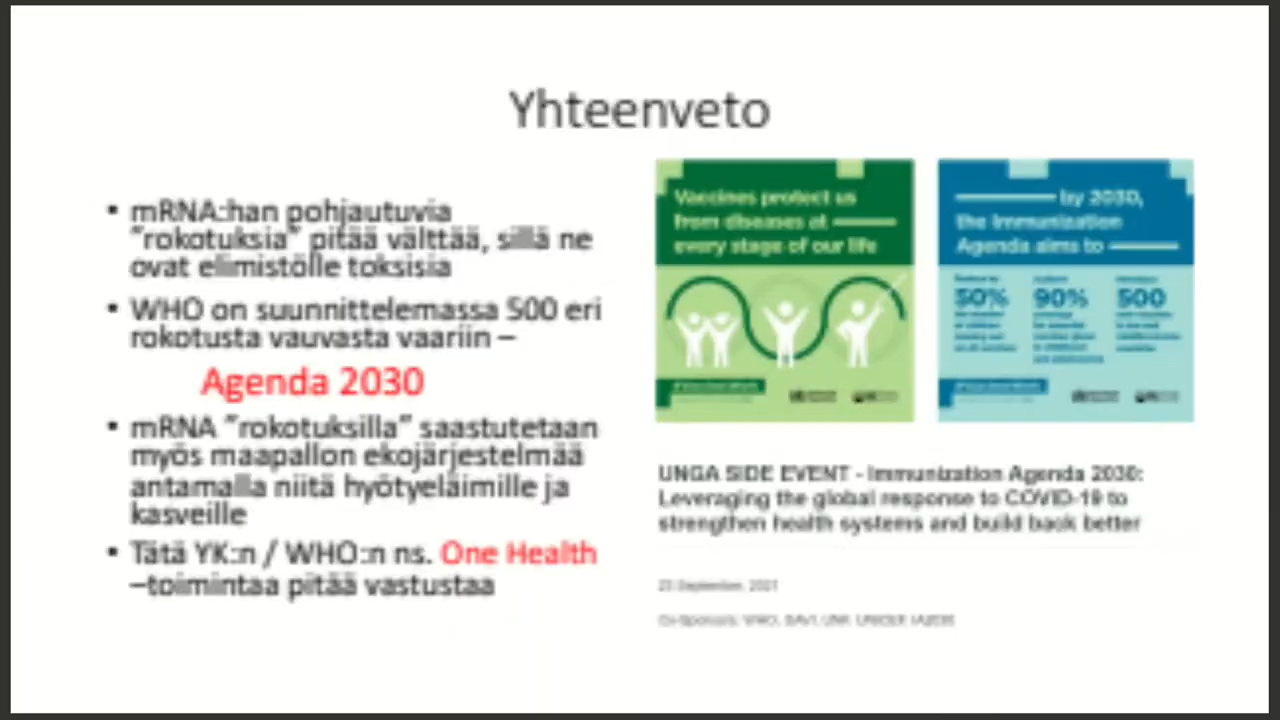 Yhteenveto
• mRNA:han pohjautuvia
"rokotuksia" pitää välttää, sillä ne
ovat elimistölle toksisia
• WHO on suunnittelemassa 500 eri
rokotusta vauvasta vaariin –
Agenda 2030
• mRNA "rokotuksilla" saastutetaan
myös maapallon ekojärjestelmää
antamalla niitä hyötyeläimille ja
kasveille
• Tätä YK:n / WHO:n ns. One Health
–toimintaa pitää vastustaa
Vaccines protect us
from diseases at
every stage of our life
by 2030,
the Immunization
Agenda aims to
50% 90% 500
UNGA SIDE EVENT - Immunization Agenda 2030:
Leveraging the global response to COVID-19 to
strengthen health systems and build back better
September, 2021
Co-Sponsors: WHO, GAVI,